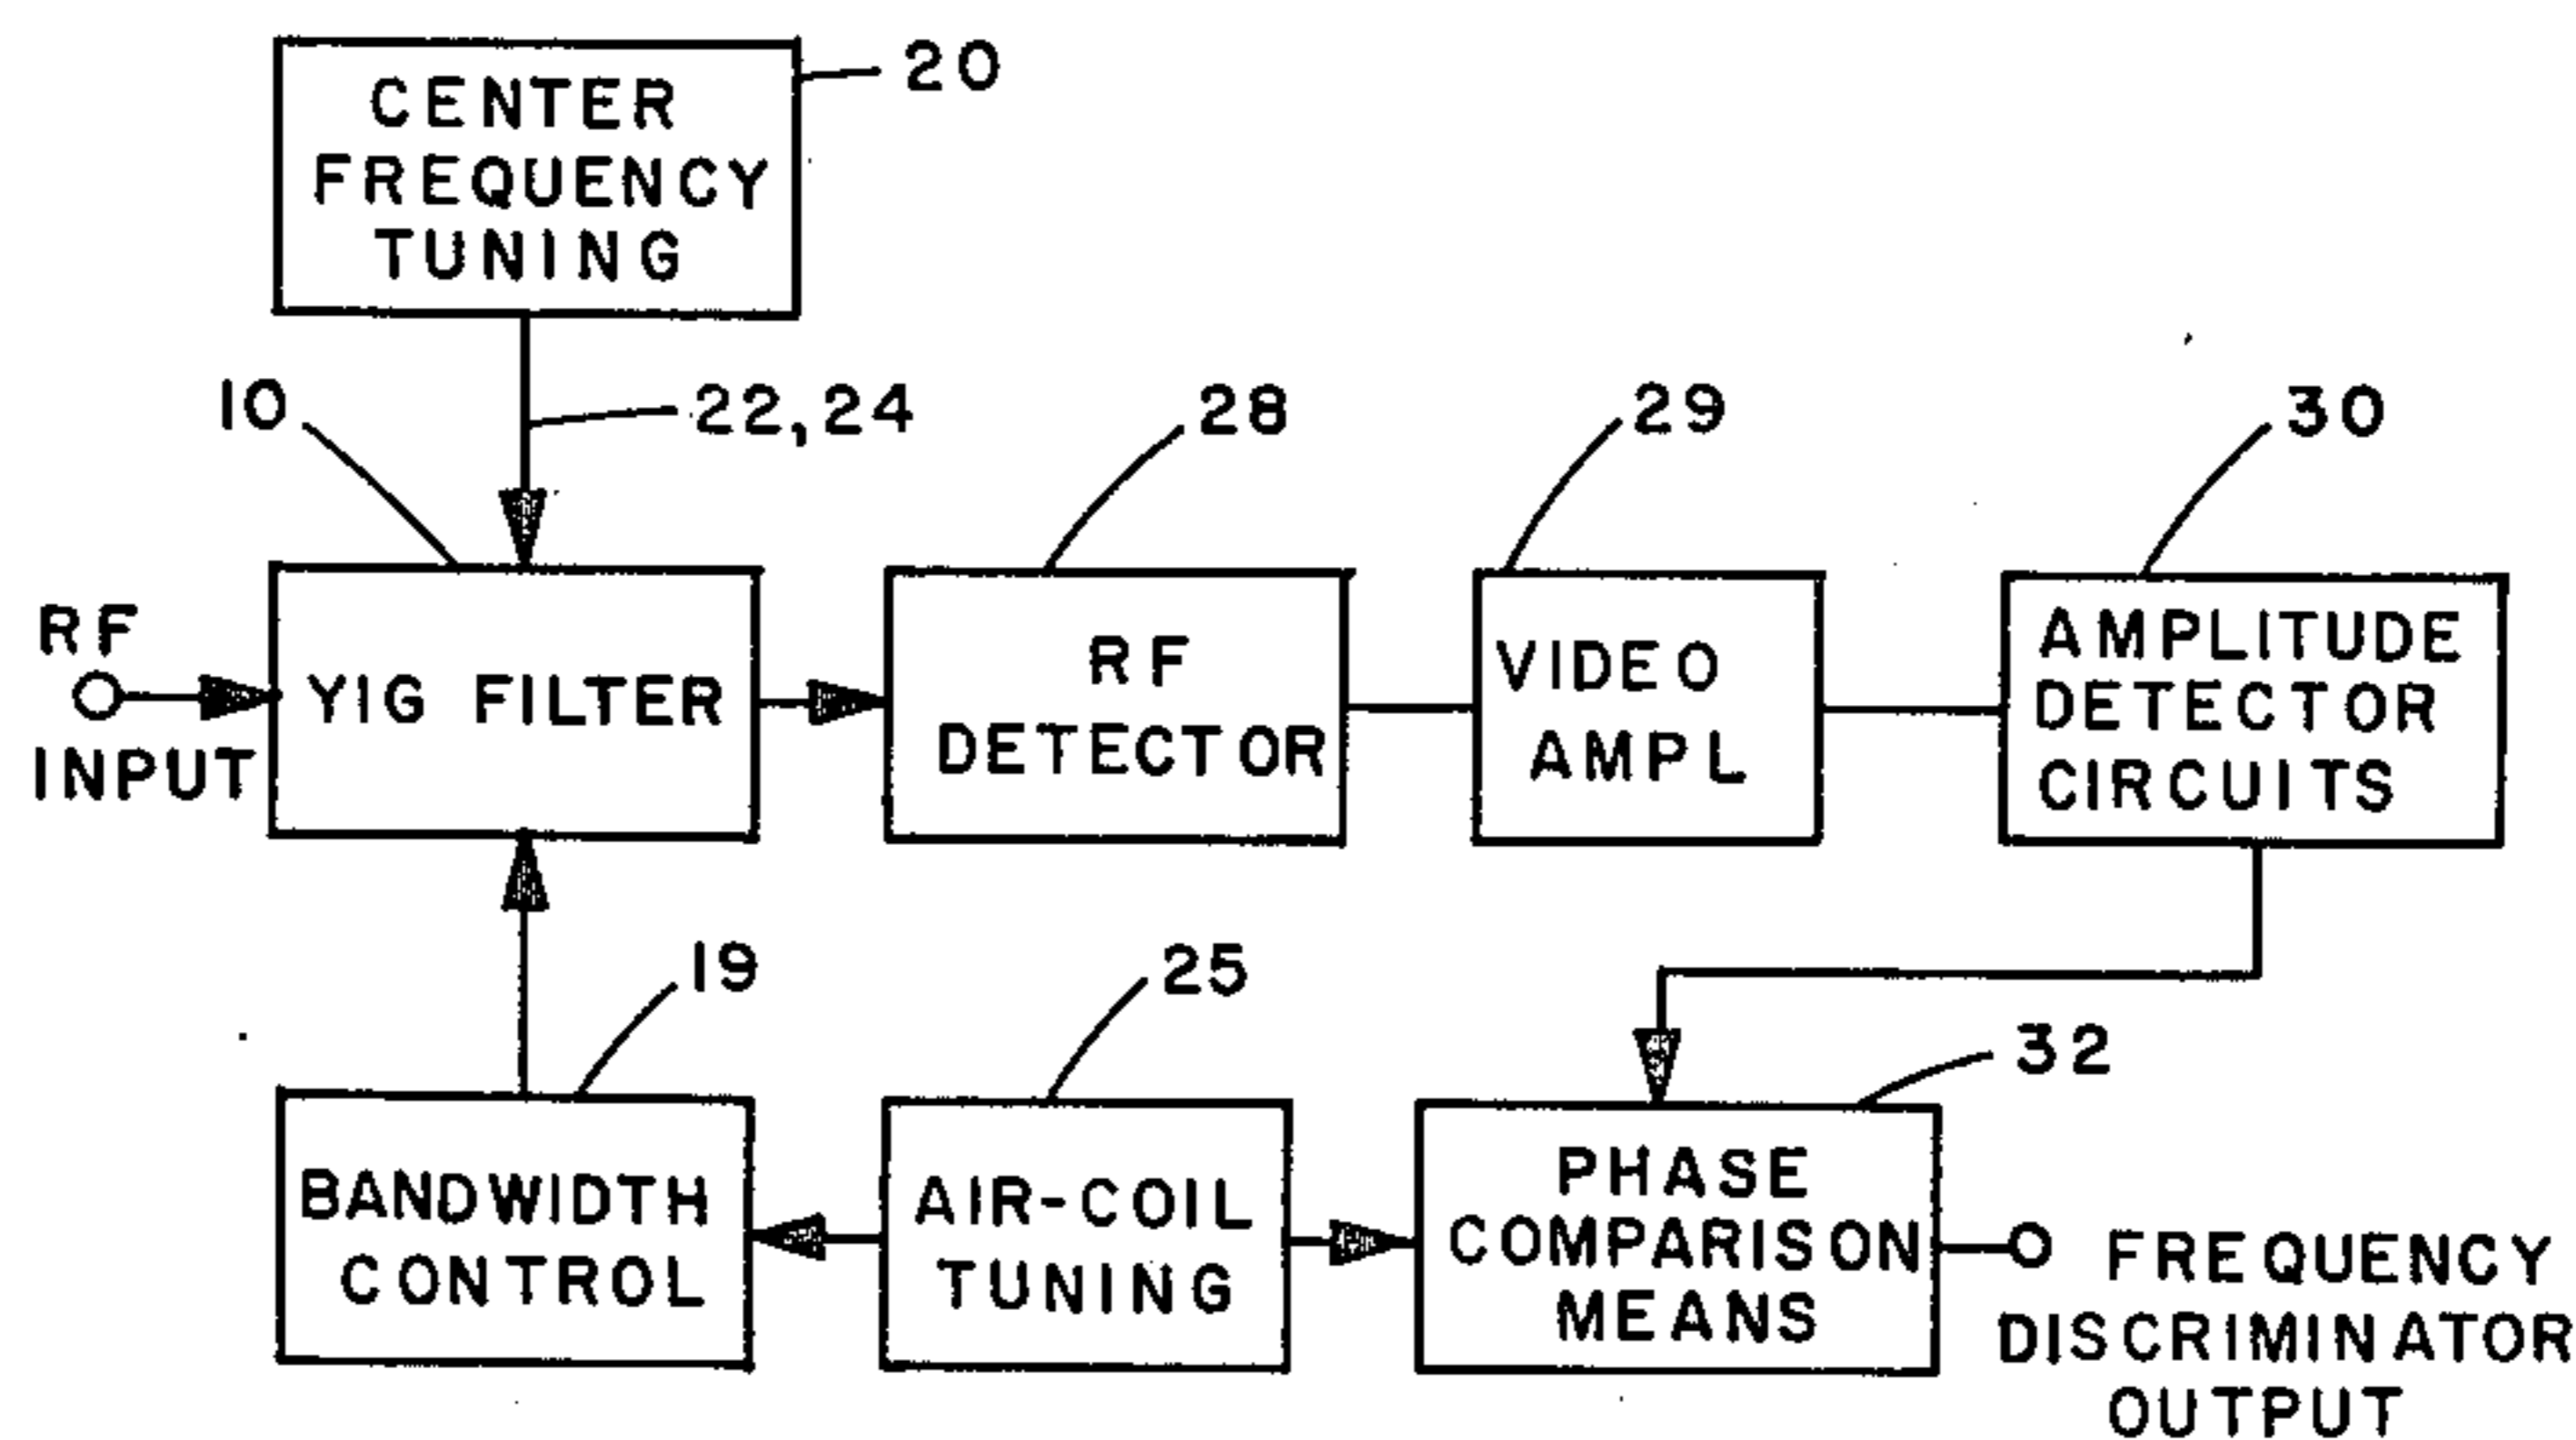 CENTER
FREQUENCY
TUNING
20
22,24
10
28
29
30
RF
INPUT
YIG FILTER
RF
DETECTOR
VIDEO
AMPL
AMPLITUDE
DETECTOR
CIRCUITS
19
25
32
BANDWIDTH
CONTROL
AIR-COIL
TUNING
PHASE
COMPARISON
MEANS
FREQUENCY
DISCRIMINATOR
OUTPUT